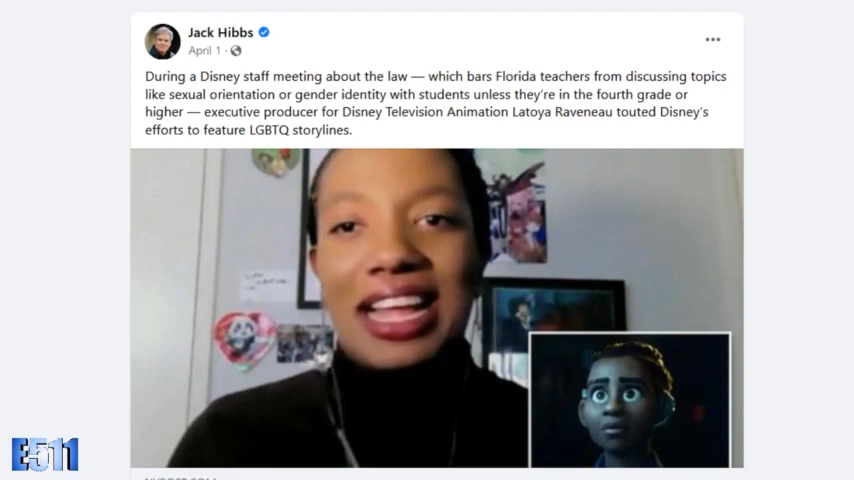 Jack Hibbs
April 1 ·
During a Disney staff meeting about the law — which bars Florida teachers from discussing topics
like sexual orientation or gender identity with students unless they're in the fourth grade or
higher — executive producer for Disney Television Animation Latoya Raveneau touted Disney's
efforts to feature LGBTQ storylines.
E511
NYPOST.COM